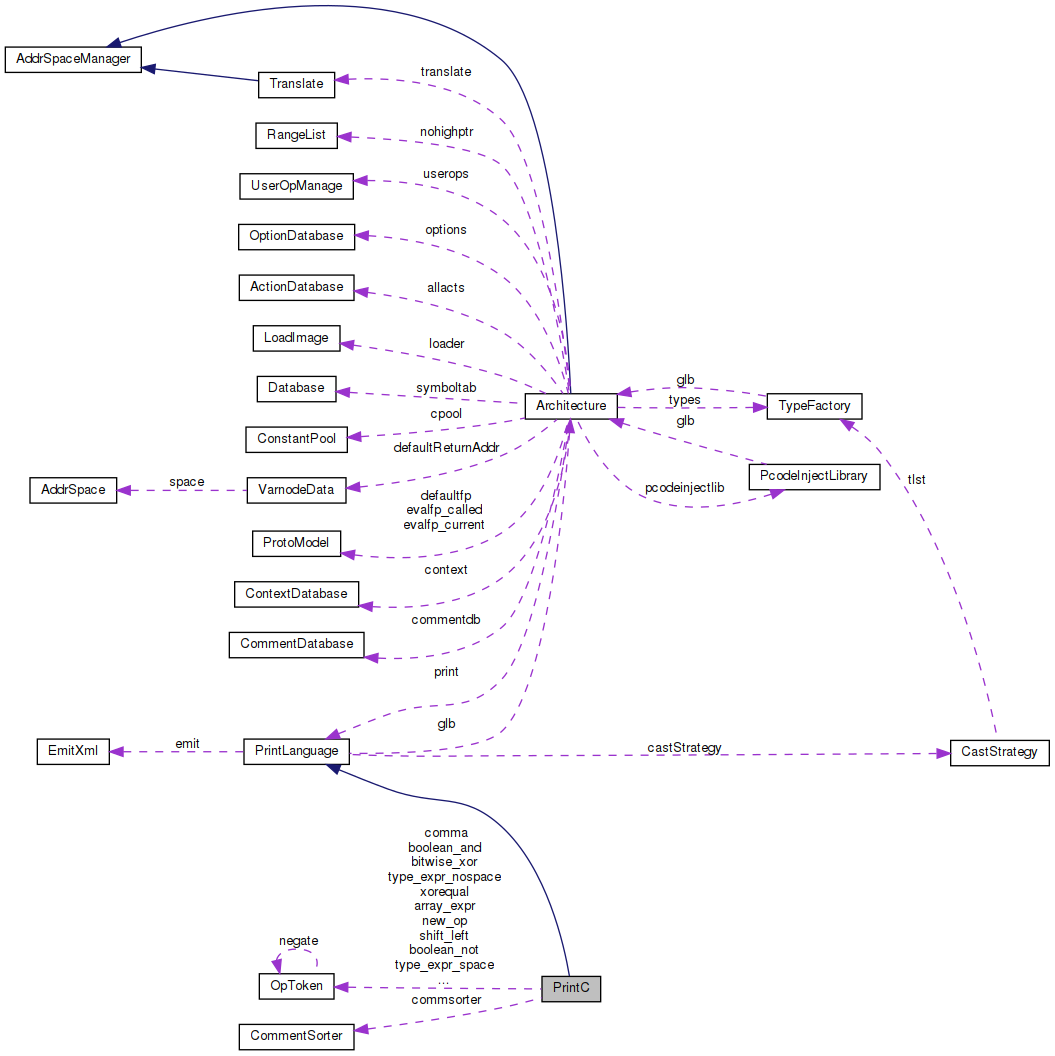 AddrSpaceManager
translate
Translate
nohighptr
RangeList
userops
UserOpManage
options
OptionDatabase
allacts
ActionDatabase
loader
LoadImage
symboltab
Database
glb
types
Architecture
TypeFactory
cpool
ConstantPool
glb
defaultReturnAddr
PcodeInjectLibrary
tlst
pcodeinjectlib
AddrSpace
space
VarnodeData
defaultfp
evalfp_called
evalfp_current
ProtoModel
context
ContextDatabase
commentdb
CommentDatabase
print
glb
EmitXml
emit
PrintLanguage
castStrategy
CastStrategy
comma
boolean_and
bitwise_xor
type_expr_nospace
xorequal
array_expr
new_op
shift_left
boolean_not
type_expr_space
...
negate
OpToken
PrintC
commsorter
CommentSorter